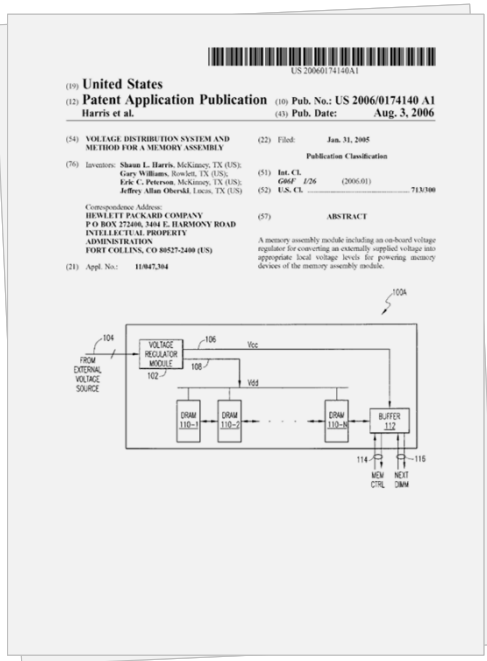 US 20060174140A1
(19) United States
(12) Patent Application Publication (10) Pub. No.: US 2006/0174140 A1
Harris et al. (43) Pub. Date: Aug. 3, 2006
(54) VOLTAGE DISTRIBUTION SYSTEM AND
METHOD FOR A MEMORY ASSEMBLY
(76) Inventors: Shaun L. Harris, McKinney, TX (US);
Gary Williams, Rowlett, TX (US);
Eric C. Peterson, McKinney, TX (US);
Jeffrey Allan Oberski, Lucas, TX (US)
Correspondence Address:
HEWLETT PACKARD COMPANY
P O BOX 272400, 3404 E. HARMONY ROAD
INTELLECTUAL PROPERTY
ADMINISTRATION
FORT COLLINS, CO 80527-2400 (US)
(21) Appl. No.: 11/047,304
(22) Filed: Jan. 31, 2005
Publication Classification
(51) Int. Cl.
G06F 1/26 (2006.01)
(52) U.S. Cl. 713/300
(57) ABSTRACT
A memory assembly module including an on-board voltage
regulator for converting an externally supplied voltage into
appropriate local voltage levels for powering memory
devices of the memory assembly module.
100A
104
FROM
EXTERNAL
VOLTAGE
SOURCE
VOLTAGE
REGULATOR
MODULE
102
106
Vcc
108
Vdd
DRAM
110-1
DRAM
110-2
DRAM
110-N
BUFFER
112
114
116
MEM
CTRL
NEXT
DIMM